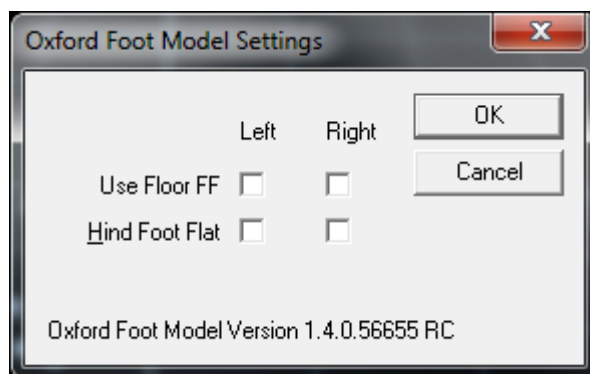 Oxford Foot Model Settings
Left Right OK
Use Floor FF Cancel
Hind Foot Flat
Oxford Foot Model Version 1.4.0.56655 RC